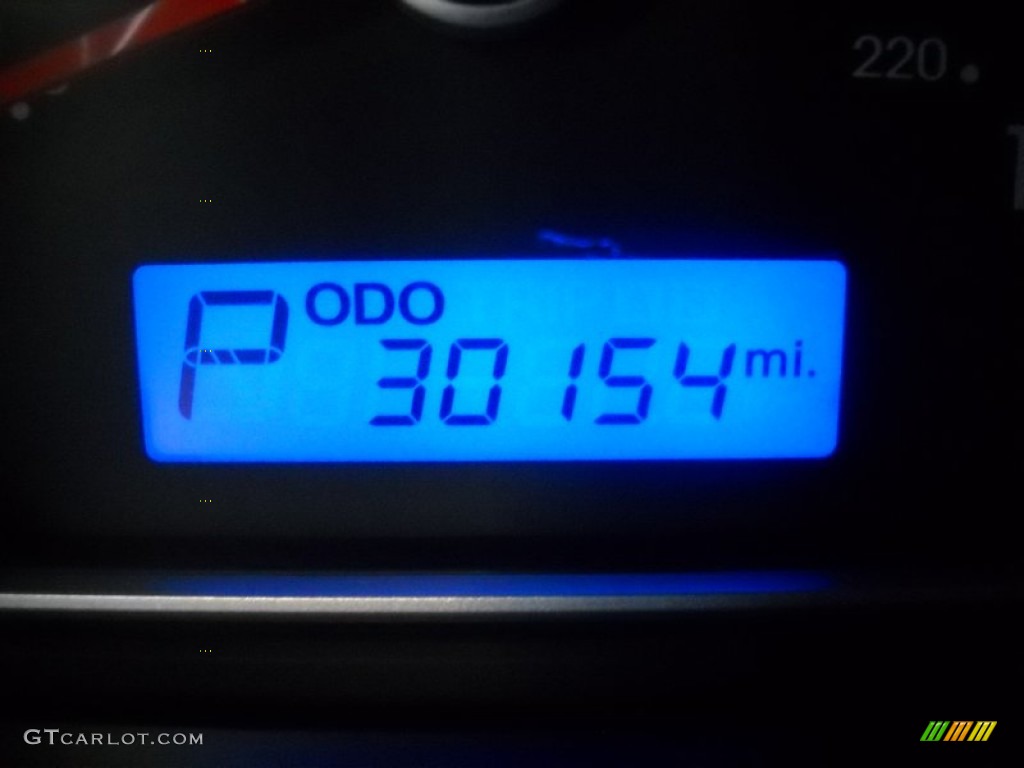 220
P ODO
30154 mi.
GTCARLOT.COM